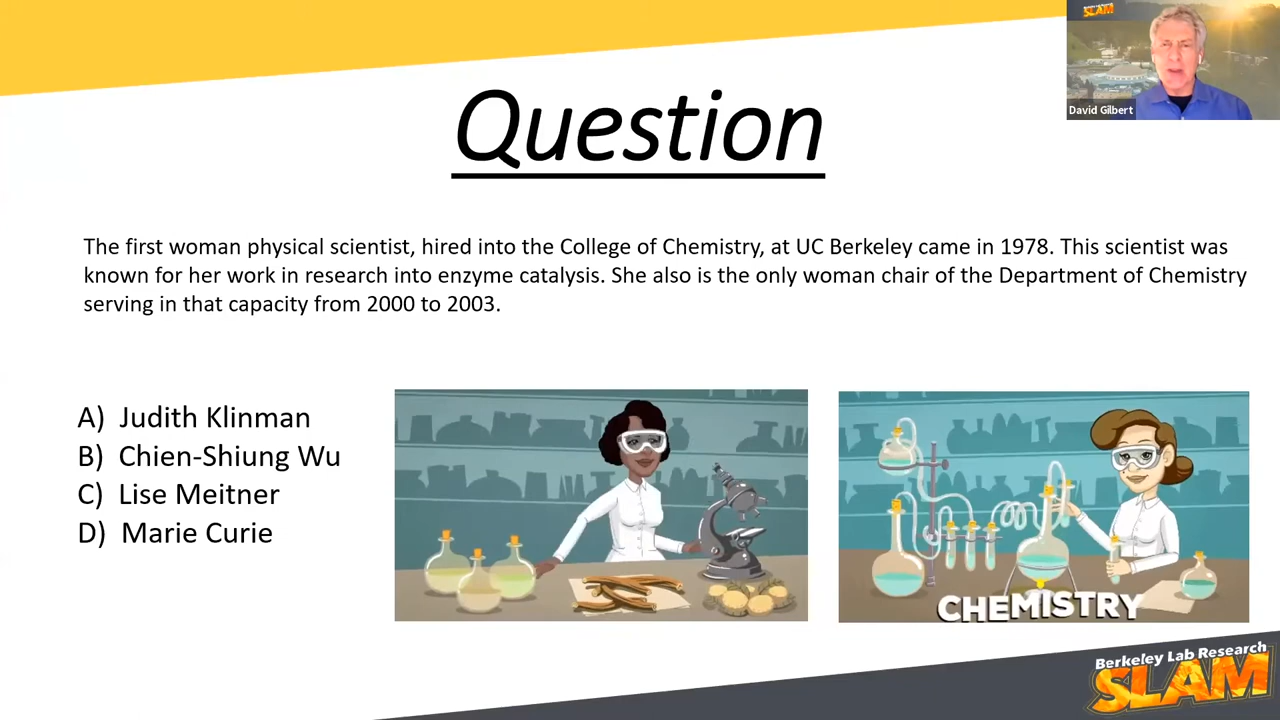 SLAM
David Gilbert
Question
The first woman physical scientist, hired into the College of Chemistry, at UC Berkeley came in 1978. This scientist was
known for her work in research into enzyme catalysis. She also is the only woman chair of the Department of Chemistry
serving in that capacity from 2000 to 2003.
A) Judith Klinman
B) Chien-Shiung Wu
C) Lise Meitner
D) Marie Curie
CHEMISTRY
Berkeley Lab Research
SLAM